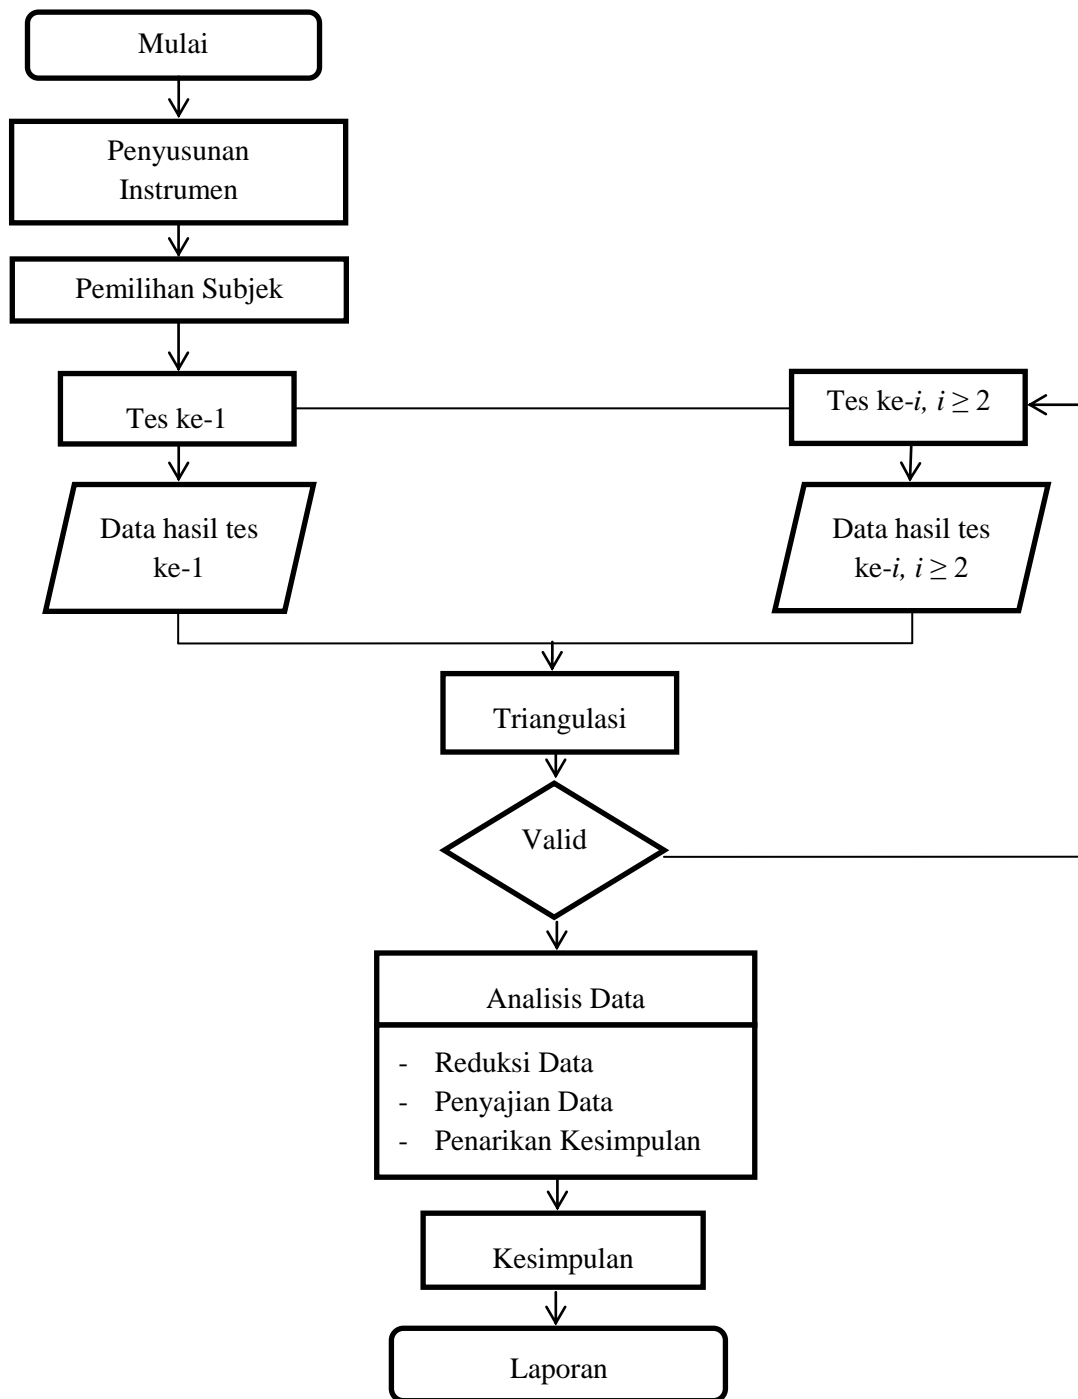 Mulai
Penyusunan
Instrumen
Pemilihan Subjek
Tes ke-1
Tes ke-i, i ≥ 2
Data hasil tes
ke-1
Data hasil tes
ke-i, i ≥ 2
Triangulasi
Valid
Analisis Data
- Reduksi Data
- Penyajian Data
- Penarikan Kesimpulan
Kesimpulan
Laporan